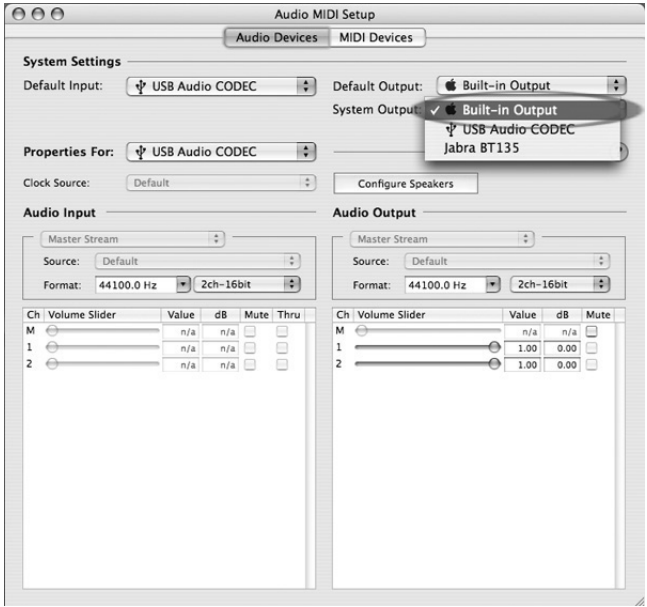 Audio MIDI Setup
Audio Devices MIDI Devices
System Settings
Default Input: USB Audio CODEC
Default Output: Built-in Output
System Output: ✓ Built-in Output
USB Audio CODEC
Jabra BT135
Properties For: USB Audio CODEC
Clock Source: Default
Configure Speakers
Audio Input
Master Stream
Source: Default
Format: 44100.0 Hz 2ch-16bit
Ch Volume Slider Value dB Mute Thru
M n/a n/a
1 n/a n/a
2 n/a n/a
Audio Output
Master Stream
Source: Default
Format: 44100.0 Hz 2ch-16bit
Ch Volume Slider Value dB Mute
M n/a n/a
1 1.00 0.00
2 1.00 0.00